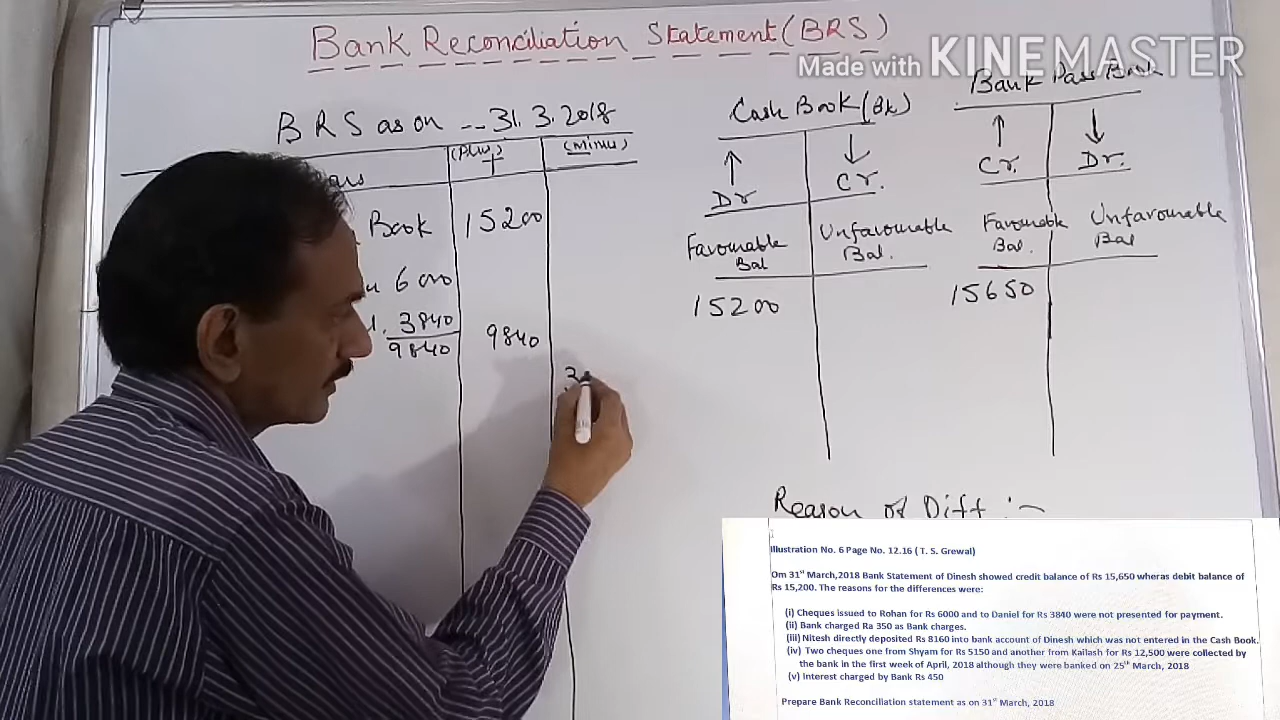 Bank Reconciliation Statement (BRS)
Made with KINEMASTER
BRS as on -- 31.3.2018
(Plus) +
(minus)
Book 15200
6000
3840
9840 9840
3
Cash Book (Bk)
Dr Cr.
Favourable Bal Unfavourable Bal.
15200
Bank Pass Book
Cr. Dr.
Favourable Bal. Unfavourable Bal
15650
Reason of Diff :-
Illustration No. 6 Page No. 12.16 ( T. S. Grewal)
Om 31st March,2018 Bank Statement of Dinesh showed credit balance of Rs 15,650 wheras debit balance of
Rs 15,200. The reasons for the differences were:
(i) Cheques issued to Rohan for Rs 6000 and to Daniel for Rs 3840 were not presented for payment.
(ii) Bank charged Ra 350 as Bank charges.
(iii) Nitesh directly deposited Rs 8160 into bank account of Dinesh which was not entered in the Cash Book.
(iv) Two cheques one from Shyam for Rs 5150 and another from Kailash for Rs 12,500 were collected by
the bank in the first week of April, 2018 although they were banked on 25th March, 2018
(v) Interest charged by Bank Rs 450
Prepare Bank Reconciliation statement as on 31st March, 2018